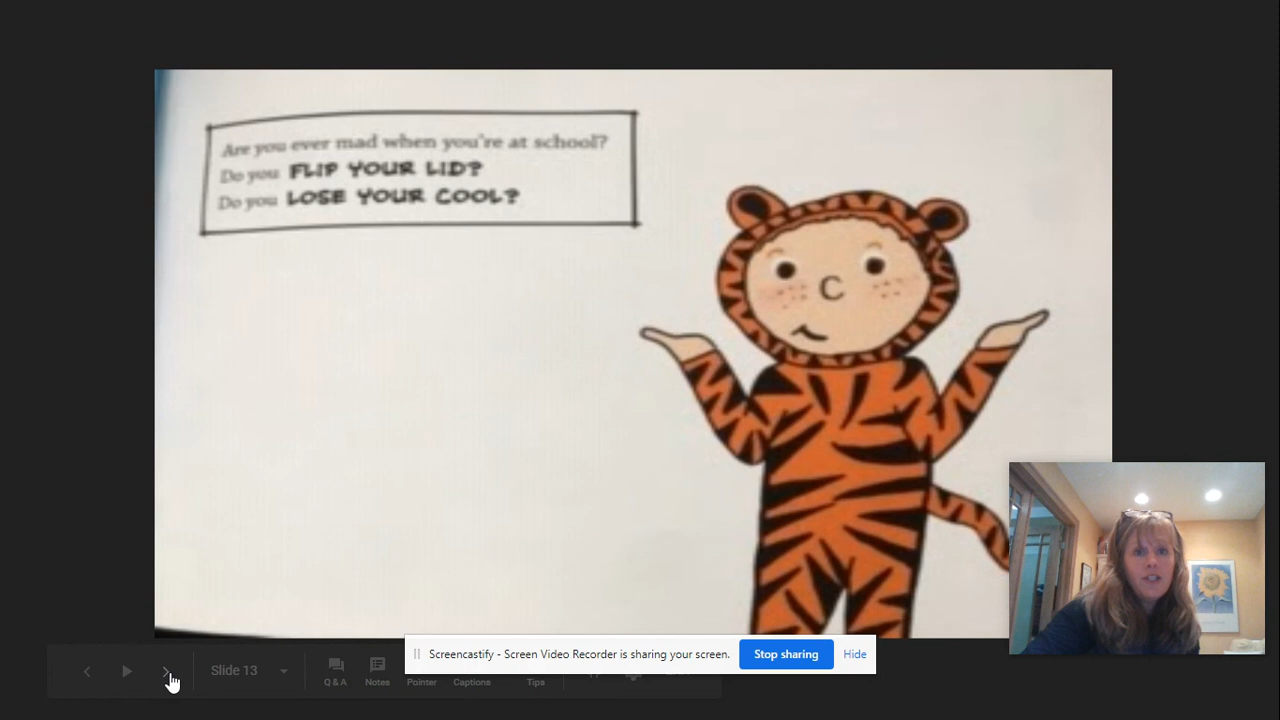 Are you ever mad when you're at school?
Do you FLIP YOUR LID?
Do you LOSE YOUR COOL?
Slide 13
Q & A
Notes
Pointer
Captions
Tips
Screencastify - Screen Video Recorder is sharing your screen.
Stop sharing
Hide